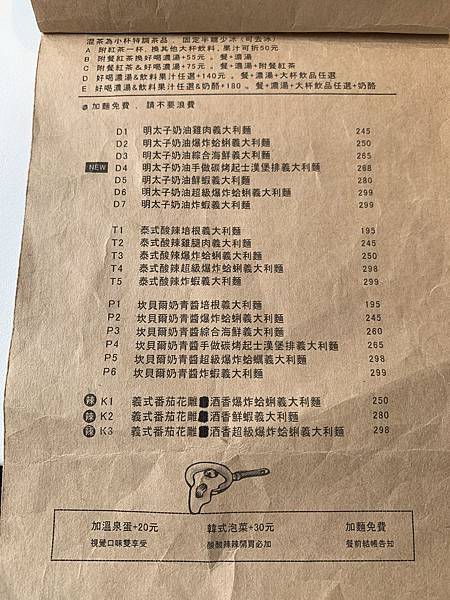 混茶為小杯特調茶品，固定半糖少冰（可去冰）
A 附紅茶一杯，換其他大杯飲料，果汁可折50元
B 附餐紅茶換好喝濃湯+55元 。 餐+濃湯
C 附餐紅茶&好喝濃湯+75元 。 餐+濃湯+附餐紅茶
D 好喝濃湯&飲料果汁任選+140元 。 餐+濃湯+大杯飲品任選
E 好喝濃湯&飲料果汁任選&奶酪+180 。 餐+濃湯+大杯飲品任選+奶酪
加麵免費，請不要浪費
D1 明太子奶油雞肉義大利麵 245
D2 明太子奶油爆炸蛤蜊義大利麵 250
D3 明太子奶油綜合海鮮義大利麵 265
NEW D4 明太子奶油手做碳烤起士漢堡排義大利麵 268
D5 明太子奶油鮮蝦義大利麵 280
D6 明太子奶油超級爆炸蛤蜊義大利麵 299
D7 明太子奶油炸蝦義大利麵 299
T1 泰式酸辣培根義大利麵 195
T2 泰式酸辣雞腿肉義大利麵 245
T3 泰式酸辣爆炸蛤蜊義大利麵 250
T4 泰式酸辣超級爆炸蛤蜊義大利麵 298
T5 泰式酸辣炸蝦義大利麵 299
P1 坎貝爾奶青醬培根義大利麵 195
P2 坎貝爾奶青醬爆炸蛤蜊義大利麵 245
P3 坎貝爾奶青醬綜合海鮮義大利麵 260
P4 坎貝爾奶青醬手做碳烤起士漢堡排義大利麵 265
P5 坎貝爾奶青醬超級爆炸蛤蠣義大利麵 298
P6 坎貝爾奶青醬炸蝦義大利麵 299
辣 K1 義式番茄花雕酒香爆炸蛤蜊義大利麵 250
辣 K2 義式番茄花雕酒香鮮蝦義大利麵 280
辣 K3 義式番茄花雕酒香超級爆炸蛤蜊義大利麵 298
加溫泉蛋+20元 韓式泡菜+30元 加麵免費
視覺口味雙享受 酸酸辣辣開胃必加 餐前結帳告知